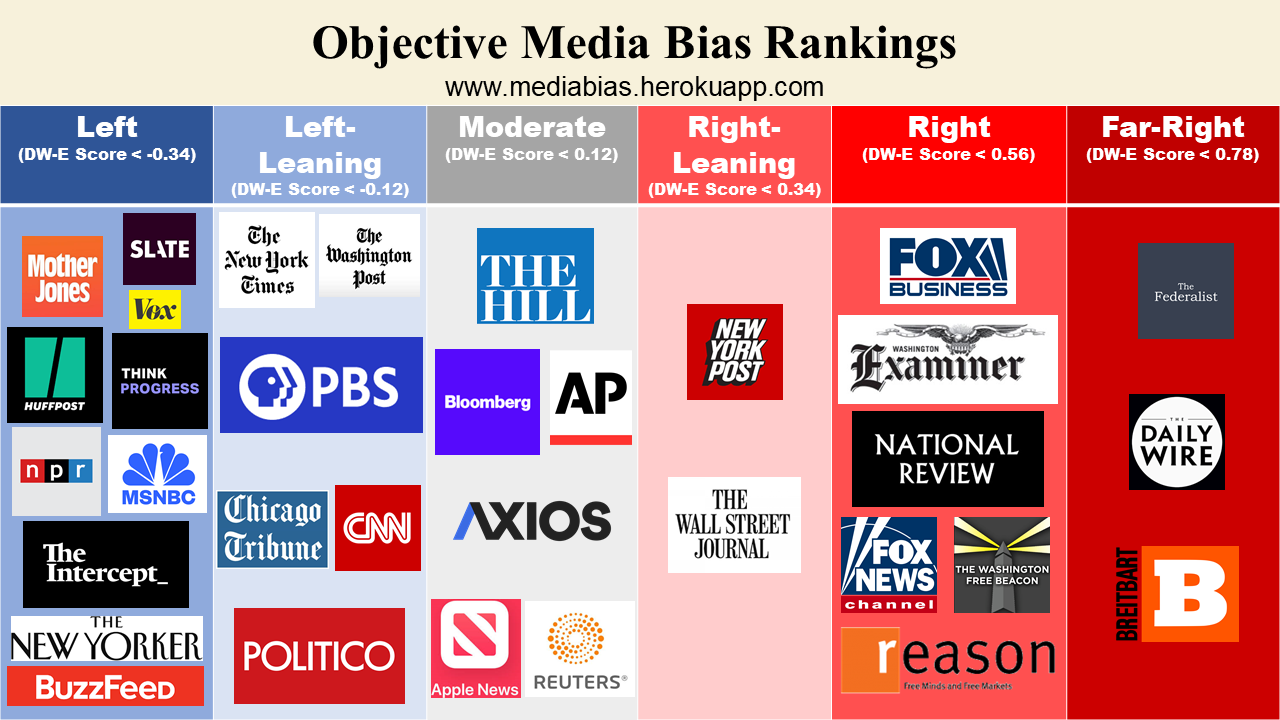 Objective Media Bias Rankings
www.mediabias.herokuapp.com
Left
(DW-E Score < -0.34)
Left-
Leaning
(DW-E Score < -0.12)
Moderate
(DW-E Score < 0.12)
Right-
Leaning
(DW-E Score < 0.34)
Right
(DW-E Score < 0.56)
Far-Right
(DW-E Score < 0.78)
Mother
Jones
SLATE
Vox
HUFFPOST
THINK
PROGRESS
npr
MSNBC
The
Intercept_
THE
NEW YORKER
BuzzFeed
The
New York
Times
The
Washington
Post
PBS
Chicago
Tribune
CNN
POLITICO
THE
HILL
Bloomberg
AP
AXIOS
Apple News
REUTERS®
NEW
YORK
POST
THE
WALL STREET
JOURNAL
FOX
BUSINESS
WASHINGTON
Examiner
NATIONAL
REVIEW
FOX
NEWS
channel
THE WASHINGTON
FREE BEACON
reason
Free Minds and Free Markets
The
Federalist
THE
DAILY
WIRE
BREITBART
B